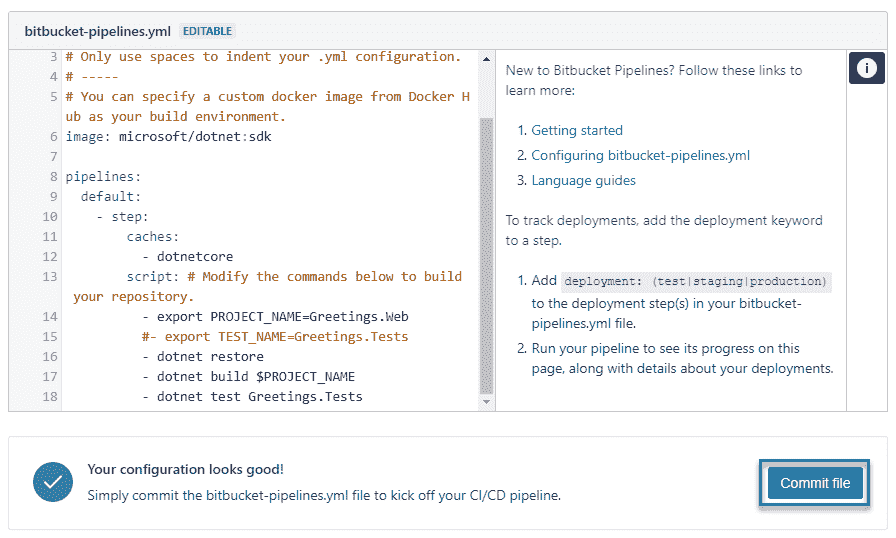 bitbucket-pipelines.yml EDITABLE
3 # Only use spaces to indent your .yml configuration.
4 # -----
5 # You can specify a custom docker image from Docker H
ub as your build environment.
6 image: microsoft/dotnet:sdk
7
8 pipelines:
9 default:
10 - step:
11 caches:
12 - dotnetcore
13 script: # Modify the commands below to build
your repository.
14 - export PROJECT_NAME=Greetings.Web
15 #- export TEST_NAME=Greetings.Tests
16 - dotnet restore
17 - dotnet build $PROJECT_NAME
18 - dotnet test Greetings.Tests
New to Bitbucket Pipelines? Follow these links to
learn more:
1. Getting started
2. Configuring bitbucket-pipelines.yml
3. Language guides
To track deployments, add the deployment keyword
to a step.
1. Add deployment: (test|staging|production)
to the deployment step(s) in your bitbucket-
pipelines.yml file.
2. Run your pipeline to see its progress on this
page, along with details about your deployments.
i
Your configuration looks good!
Simply commit the bitbucket-pipelines.yml file to kick off your CI/CD pipeline.
Commit file